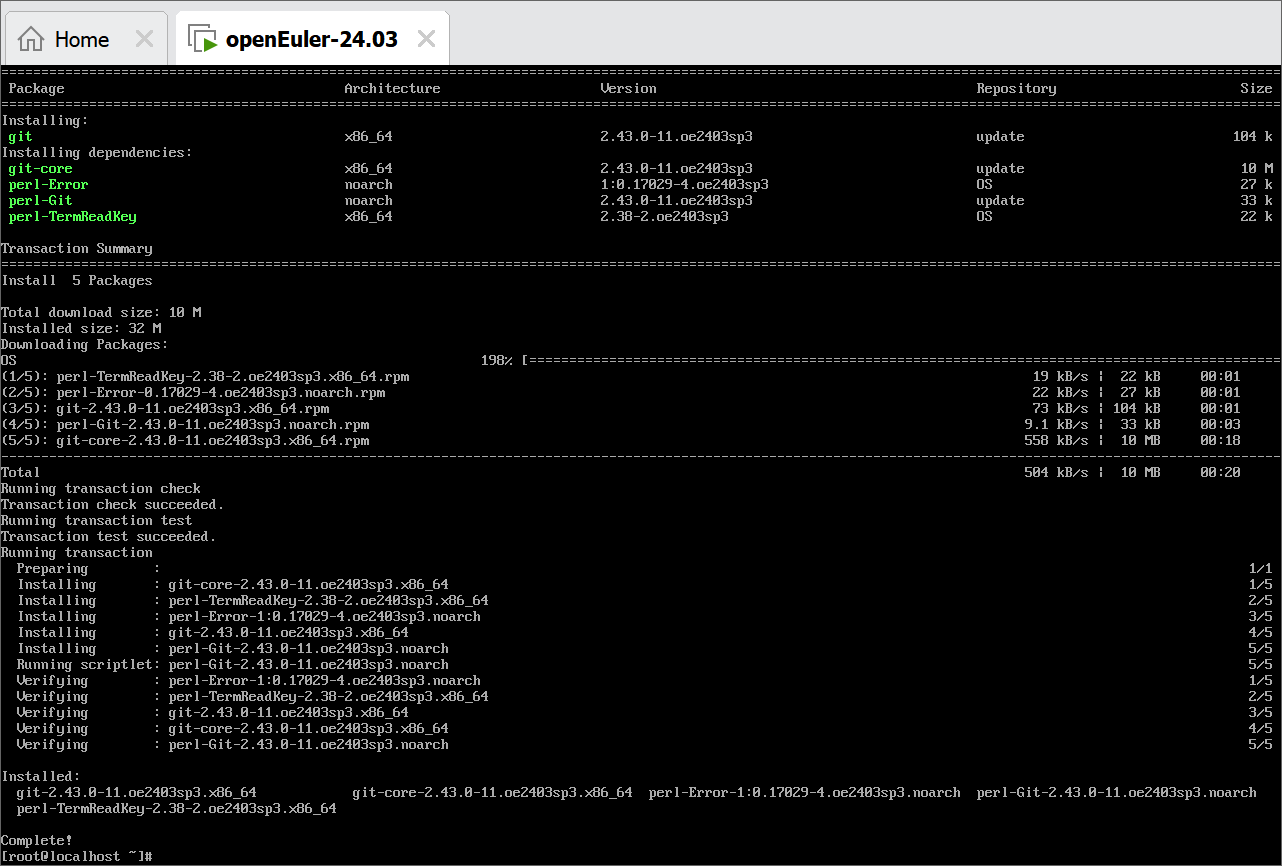 Home openEuler-24.03
================================================================================
Package Architecture Version Repository Size
================================================================================
Installing:
git x86_64 2.43.0-11.oe2403sp3 update 104 k
Installing dependencies:
git-core x86_64 2.43.0-11.oe2403sp3 update 10 M
perl-Error noarch 1:0.17029-4.oe2403sp3 OS 27 k
perl-Git noarch 2.43.0-11.oe2403sp3 update 33 k
perl-TermReadKey x86_64 2.38-2.oe2403sp3 OS 22 k
Transaction Summary
================================================================================
Install 5 Packages
Total download size: 10 M
Installed size: 32 M
Downloading Packages:
OS 198% [===============================================
(1/5): perl-TermReadKey-2.38-2.oe2403sp3.x86_64.rpm 19 kB/s | 22 kB 00:01
(2/5): perl-Error-0.17029-4.oe2403sp3.noarch.rpm 22 kB/s | 27 kB 00:01
(3/5): git-2.43.0-11.oe2403sp3.x86_64.rpm 73 kB/s | 104 kB 00:01
(4/5): perl-Git-2.43.0-11.oe2403sp3.noarch.rpm 9.1 kB/s | 33 kB 00:03
(5/5): git-core-2.43.0-11.oe2403sp3.x86_64.rpm 558 kB/s | 10 MB 00:18
--------------------------------------------------------------------------------
Total 504 kB/s | 10 MB 00:20
Running transaction check
Transaction check succeeded.
Running transaction test
Transaction test succeeded.
Running transaction
Preparing : 1/1
Installing : git-core-2.43.0-11.oe2403sp3.x86_64 1/5
Installing : perl-TermReadKey-2.38-2.oe2403sp3.x86_64 2/5
Installing : perl-Error-1:0.17029-4.oe2403sp3.noarch 3/5
Installing : git-2.43.0-11.oe2403sp3.x86_64 4/5
Installing : perl-Git-2.43.0-11.oe2403sp3.noarch 5/5
Running scriptlet: perl-Git-2.43.0-11.oe2403sp3.noarch 5/5
Verifying : perl-Error-1:0.17029-4.oe2403sp3.noarch 1/5
Verifying : perl-TermReadKey-2.38-2.oe2403sp3.x86_64 2/5
Verifying : git-2.43.0-11.oe2403sp3.x86_64 3/5
Verifying : git-core-2.43.0-11.oe2403sp3.x86_64 4/5
Verifying : perl-Git-2.43.0-11.oe2403sp3.noarch 5/5
Installed:
git-2.43.0-11.oe2403sp3.x86_64 git-core-2.43.0-11.oe2403sp3.x86_64 perl-Error-1:0.17029-4.oe2403sp3.noarch perl-Git-2.43.0-11.oe2403sp3.noarch
perl-TermReadKey-2.38-2.oe2403sp3.x86_64
Complete!
[root@localhost ~]#